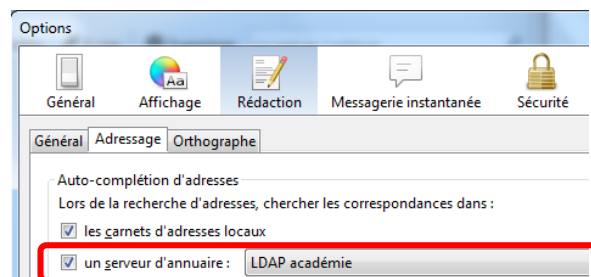 Options
Général Affichage Rédaction Messagerie instantanée Sécurité
Général Adressage Orthographe
Auto-complétion d'adresses
Lors de la recherche d'adresses, chercher les correspondances dans :
les carnets d'adresses locaux
un serveur d'annuaire : LDAP académie